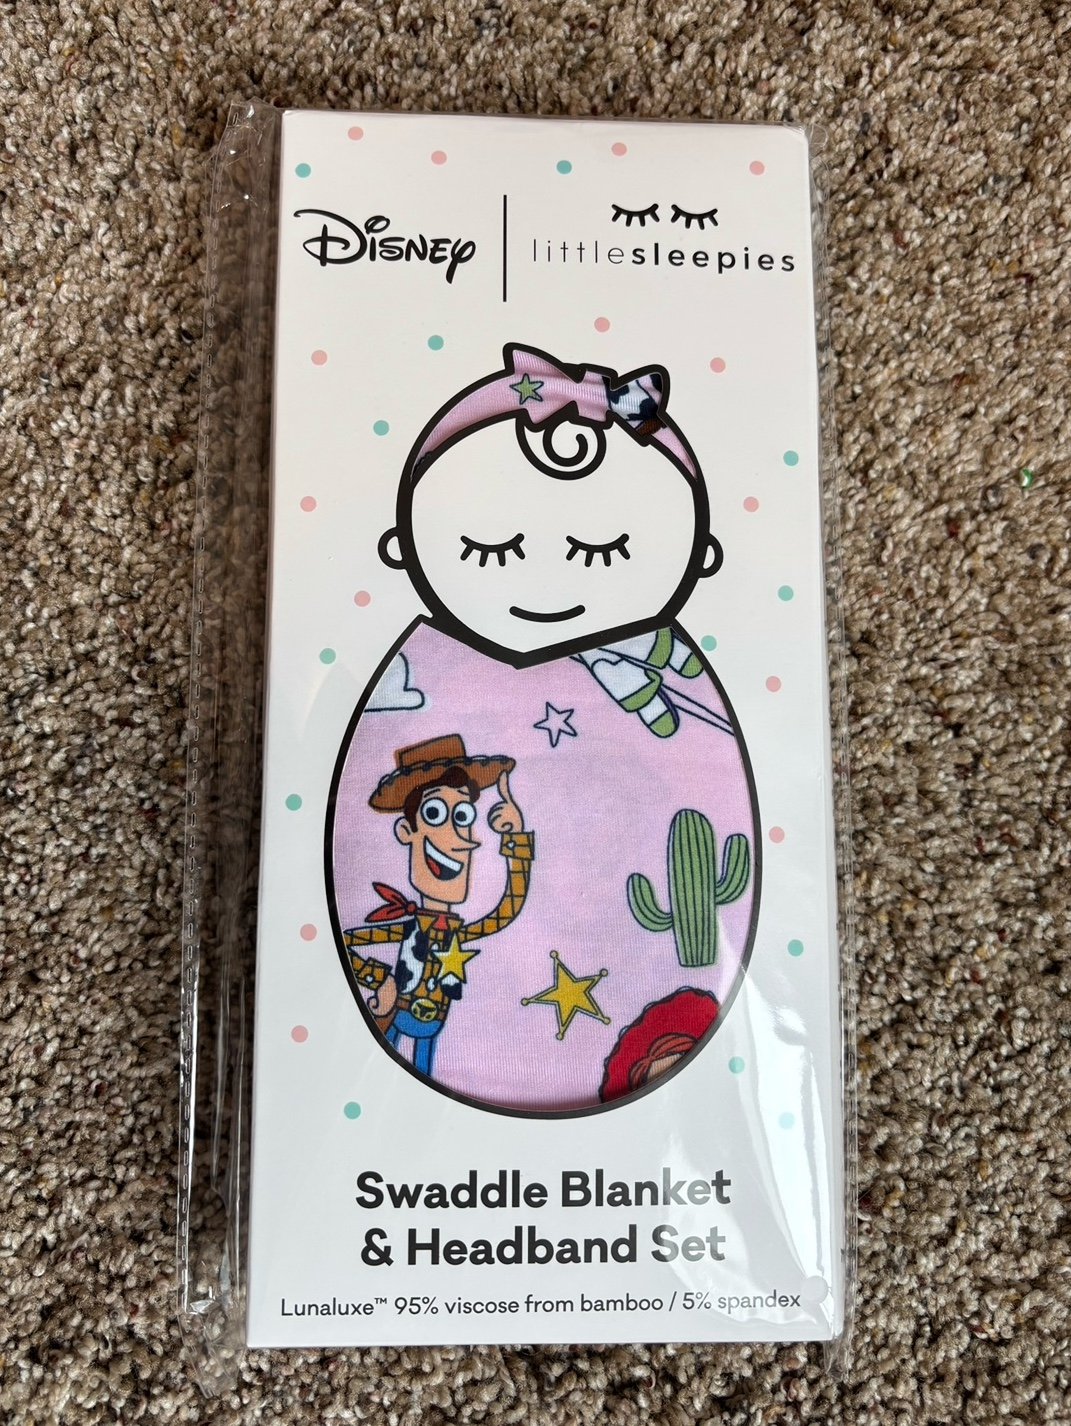 Disney
littlesleepies
Swaddle Blanket
& Headband Set
Lunaluxe™ 95% viscose from bamboo / 5% spandex